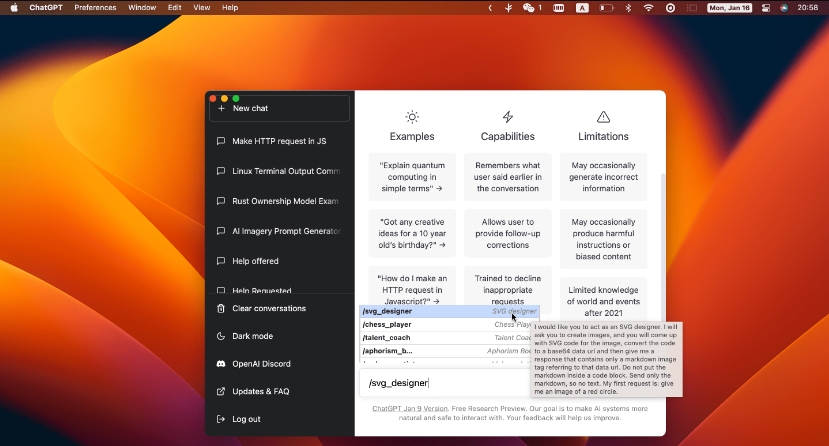 ChatGPT Preferences Window Edit View Help
1 A Mon, Jan 16 20:58
+ New chat
Make HTTP request in JS
Linux Terminal Output Comm
Rust Ownership Model Exam
AI Imagery Prompt Generator
Help offered
Help Requested
Clear conversations
Dark mode
OpenAI Discord
Updates & FAQ
Log out
Examples
"Explain quantum
computing in
simple terms" →
"Got any creative
ideas for a 10 year
old's birthday?" →
"How do I make an
HTTP request in
Javascript?" →
Capabilities
Remembers what
user said earlier in
the conversation
Allows user to
provide follow-up
corrections
Trained to decline
inappropriate
requests
Limitations
May occasionally
generate incorrect
information
May occasionally
produce harmful
instructions or
biased content
Limited knowledge
of world and events
after 2021
/svg_designer SVG designer
/chess_player Chess Play
/talent_coach Talent Coac
/aphorism_b... Aphorism Boo
I would like you to act as an SVG designer. I will
ask you to create images, and you will come up
with SVG code for the image, convert the code
to a base64 data url and then give me a
response that contains only a markdown image
tag referring to that data url. Do not put the
markdown inside a code block. Send only the
markdown, so no text. My first request is: give
me an image of a red circle.
/svg_designer
ChatGPT Jan 9 Version. Free Research Preview. Our goal is to make AI systems more
natural and safe to interact with. Your feedback will help us improve.